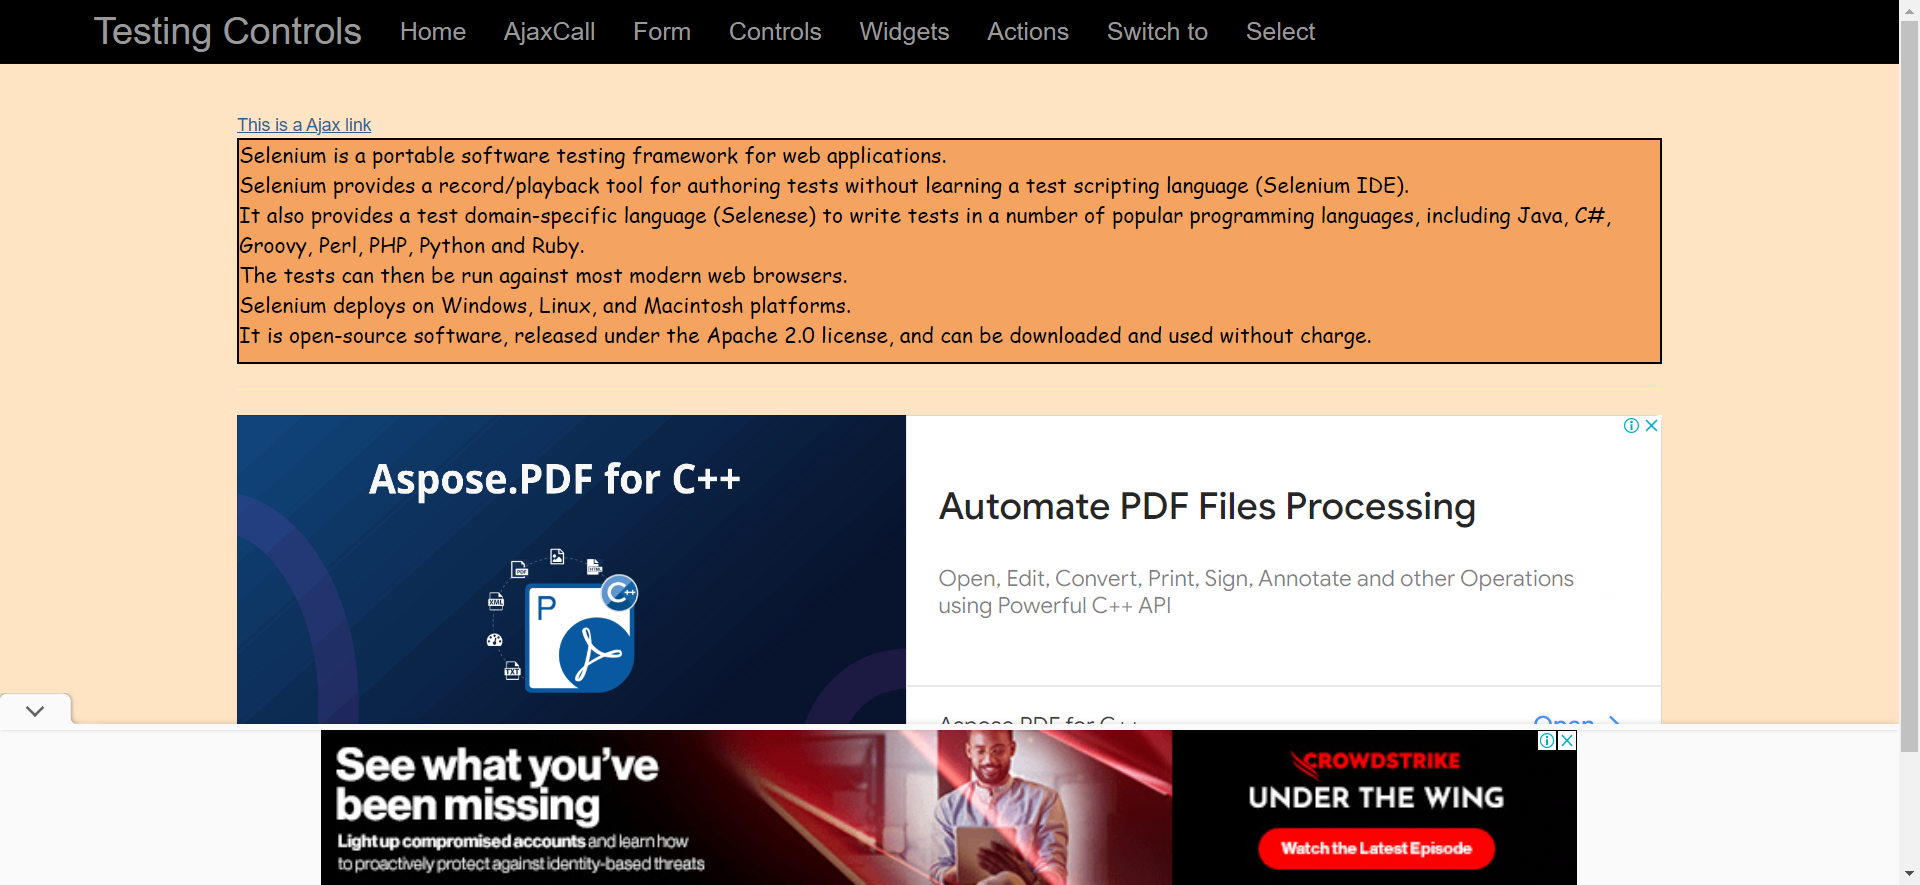 Testing Controls Home AjaxCall Form Controls Widgets Actions Switch to Select
This is a Ajax link
Selenium is a portable software testing framework for web applications.
Selenium provides a record/playback tool for authoring tests without learning a test scripting language (Selenium IDE).
It also provides a test domain-specific language (Selenese) to write tests in a number of popular programming languages, including Java, C#,
Groovy, Perl, PHP, Python and Ruby.
The tests can then be run against most modern web browsers.
Selenium deploys on Windows, Linux, and Macintosh platforms.
It is open-source software, released under the Apache 2.0 license, and can be downloaded and used without charge.
Aspose.PDF for C++
PDF
HTML
XML
C++
P
TXT
Automate PDF Files Processing
Open, Edit, Convert, Print, Sign, Annotate and other Operations
using Powerful C++ API
Aspose.PDF for C++ Open
See what you've
been missing
Light up compromised accounts and learn how
to proactively protect against identity-based threats
CROWDSTRIKE
UNDER THE WING
Watch the Latest Episode